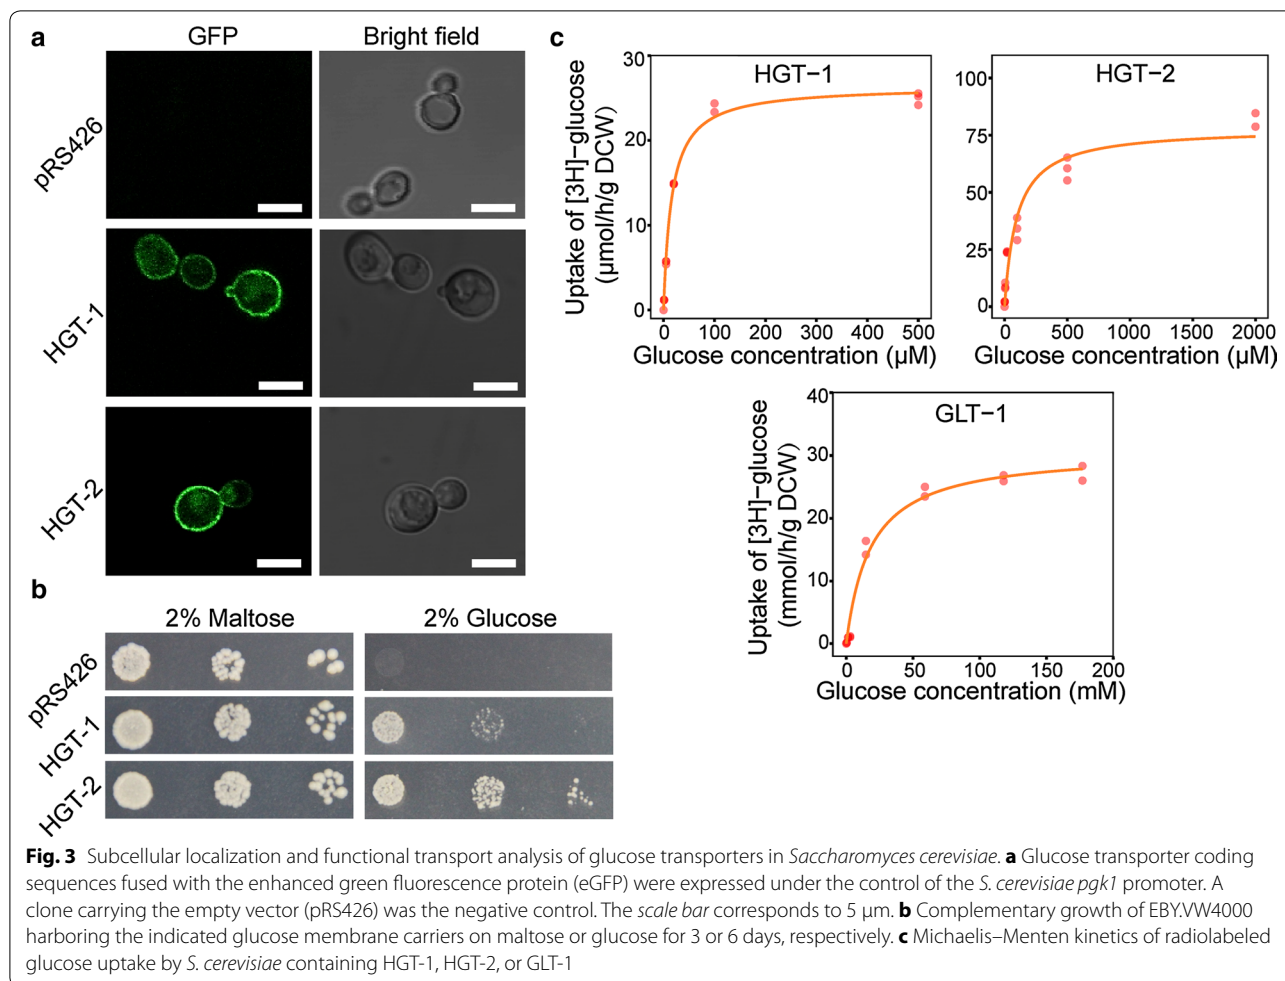 a
GFP
Bright field
pRS426
HGT-1
HGT-2
b
2% Maltose
2% Glucose
pRS426
HGT-1
HGT-2
c
HGT−1
Uptake of [3H]−glucose
(µmol/h/g DCW)
30
20
10
0
0 100 200 300 400 500
Glucose concentration (µM)
HGT−2
100
75
50
25
0
0 500 1000 1500 2000
Glucose concentration (µM)
GLT−1
Uptake of [3H]−glucose
(mmol/h/g DCW)
40
30
20
10
0
0 50 100 150 200
Glucose concentration (mM)
Fig. 3 Subcellular localization and functional transport analysis of glucose transporters in Saccharomyces cerevisiae. a Glucose transporter coding
sequences fused with the enhanced green fluorescence protein (eGFP) were expressed under the control of the S. cerevisiae pgk1 promoter. A
clone carrying the empty vector (pRS426) was the negative control. The scale bar corresponds to 5 µm. b Complementary growth of EBY.VW4000
harboring the indicated glucose membrane carriers on maltose or glucose for 3 or 6 days, respectively. c Michaelis–Menten kinetics of radiolabeled
glucose uptake by S. cerevisiae containing HGT-1, HGT-2, or GLT-1